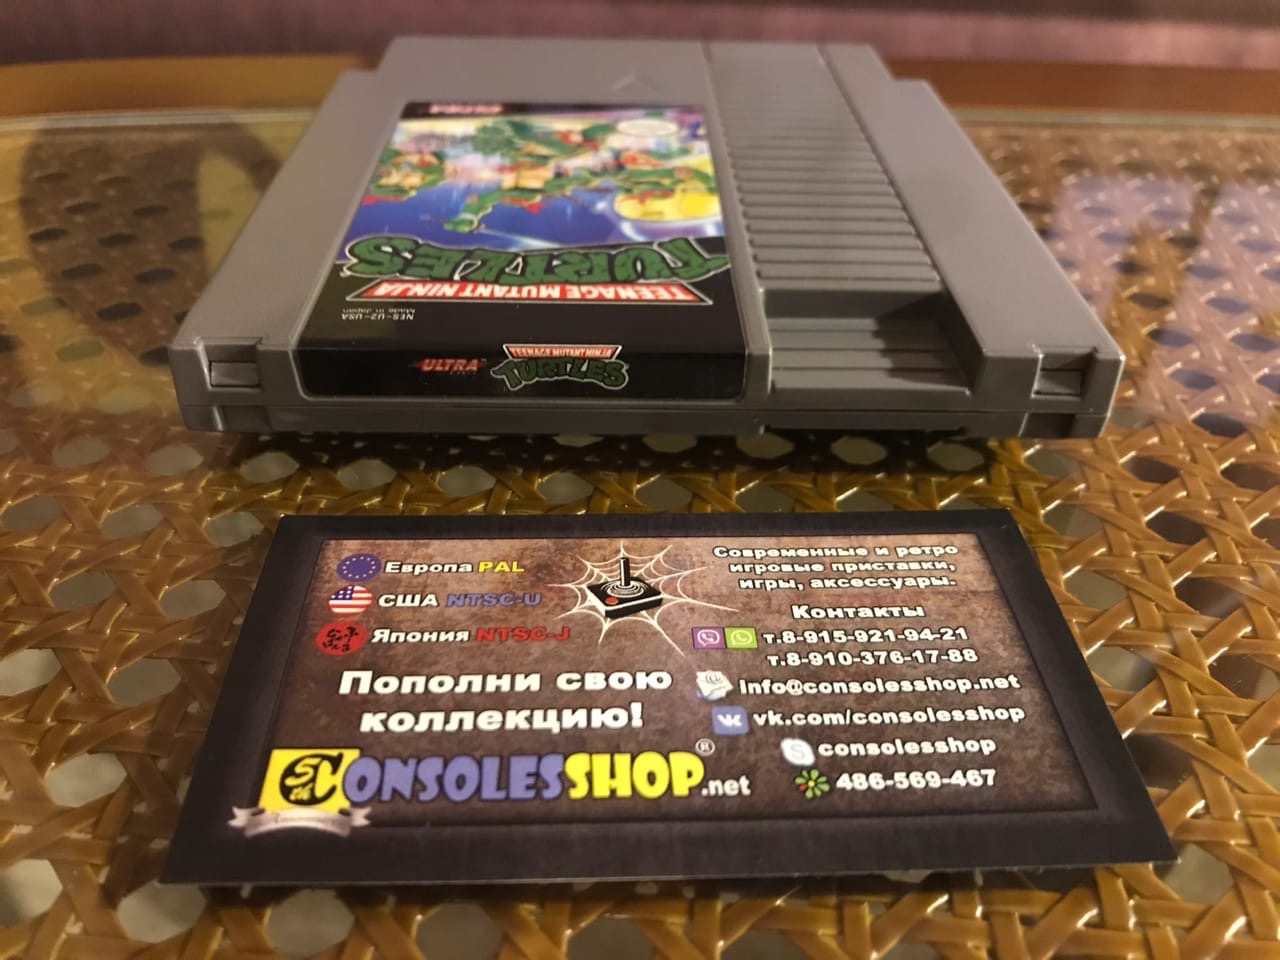 TURTLES
TEENAGE MUTANT NINJA
NES-U2-USA
Made in Japan
ULTRA
TEENAGE MUTANT NINJA
TURTLES
Европа PAL
США NTSC-U
Япония NTSC-J
Пополни свою
коллекцию!
CONSOLESSHOP®.net
Современные и ретро
игровые приставки,
игры, аксессуары.
Контакты
т.8-915-921-94-21
т.8-910-376-17-88
info@consolesshop.net
vk.com/consolesshop
consolesshop
486-569-467